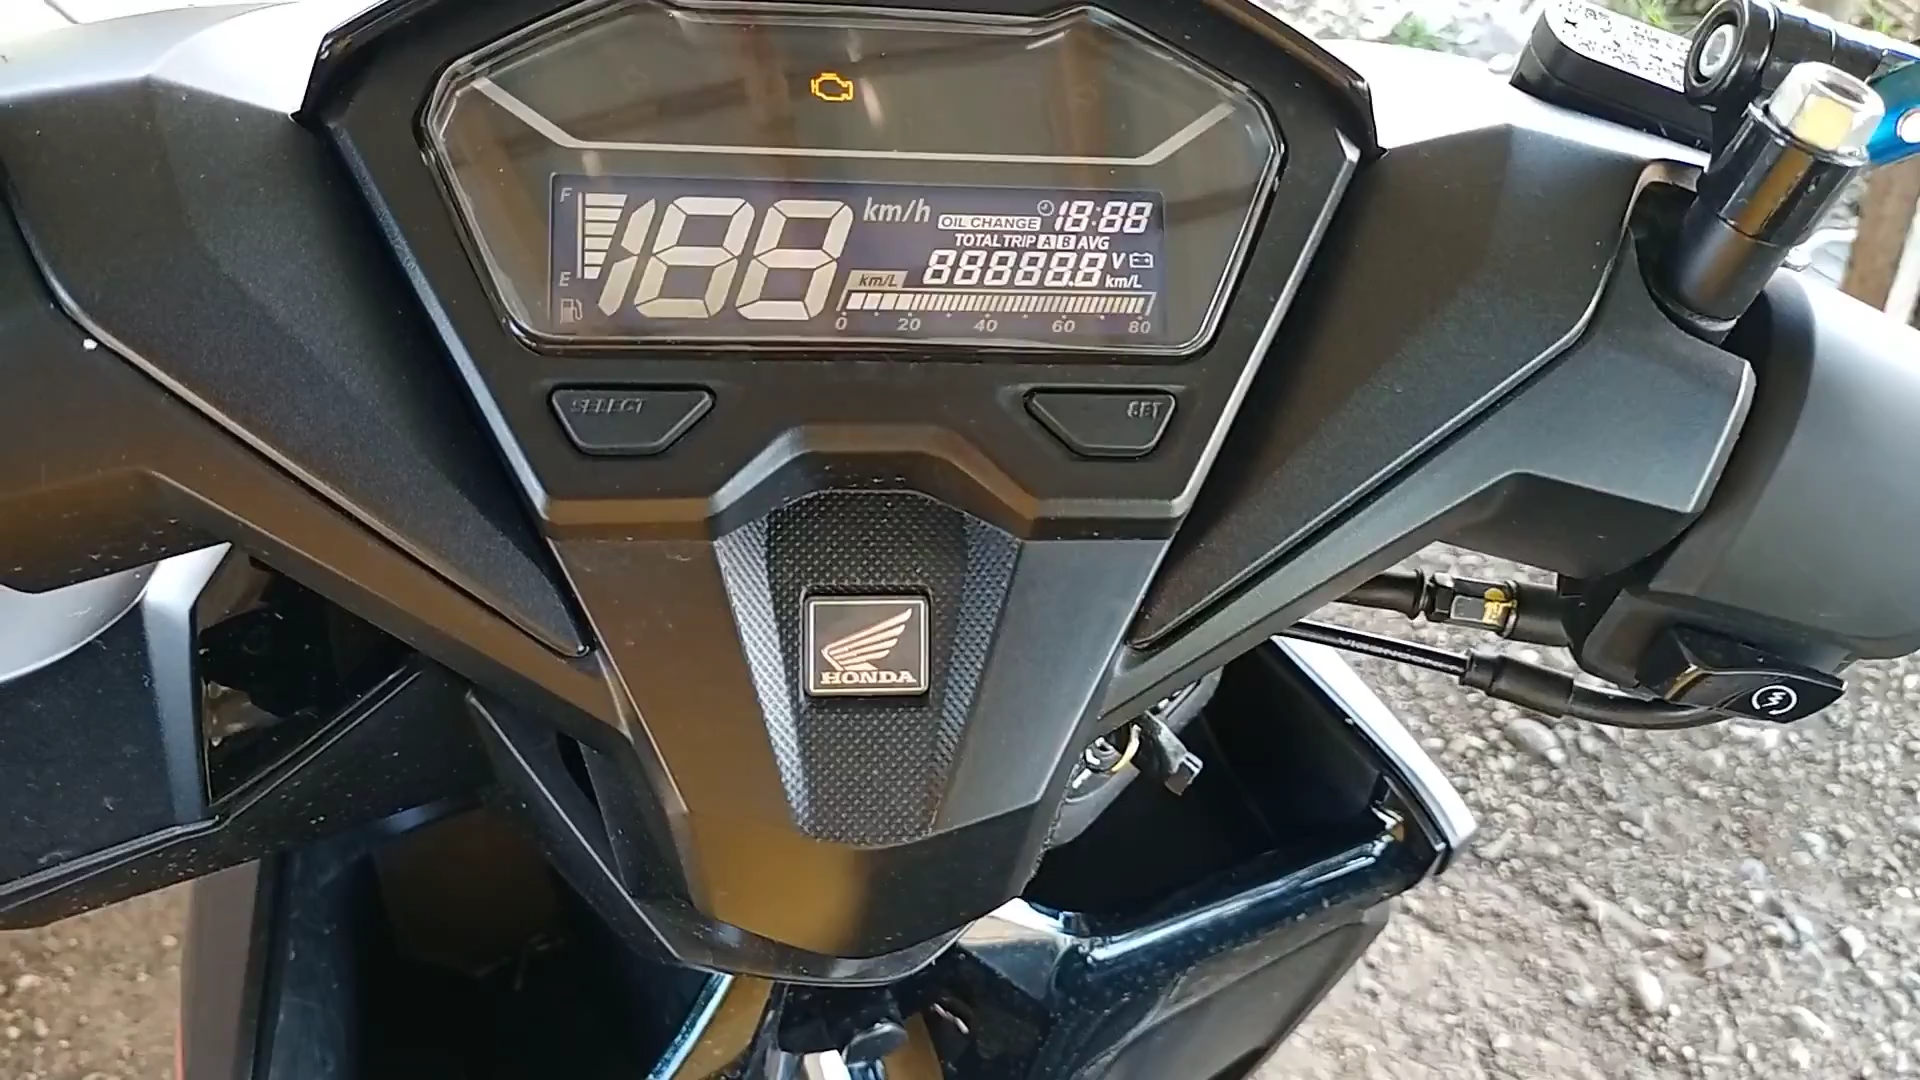 F
188 km/h
OIL CHANGE 18:88
TOTAL TRIP A B AVG
88888.8 V
km/L
km/L
E
0 20 40 60 80
SELECT
SET
HONDA